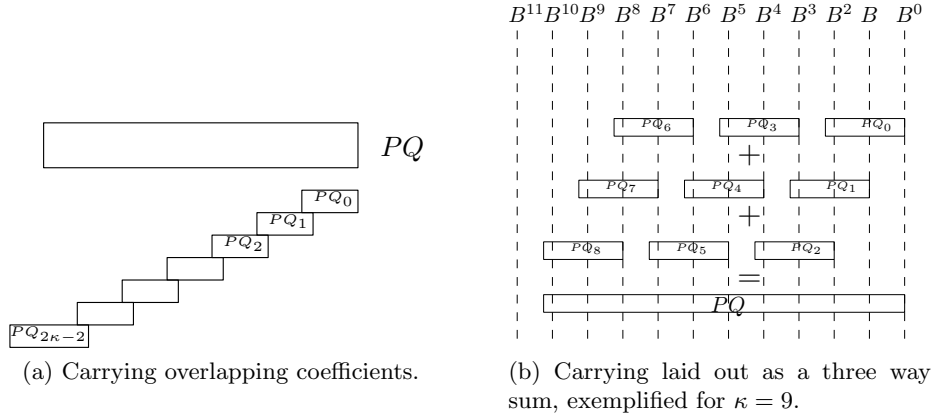 PQ
PQ_0
PQ_1
PQ_2
PQ_{2κ−2}
(a) Carrying overlapping coefficients.
B^{11} B^{10} B^9 B^8 B^7 B^6 B^5 B^4 B^3 B^2 B B^0
PQ_6 PQ_3 PQ_0
+
PQ_7 PQ_4 PQ_1
+
PQ_8 PQ_5 PQ_2
=
PQ
(b) Carrying laid out as a three way
sum, exemplified for κ = 9.